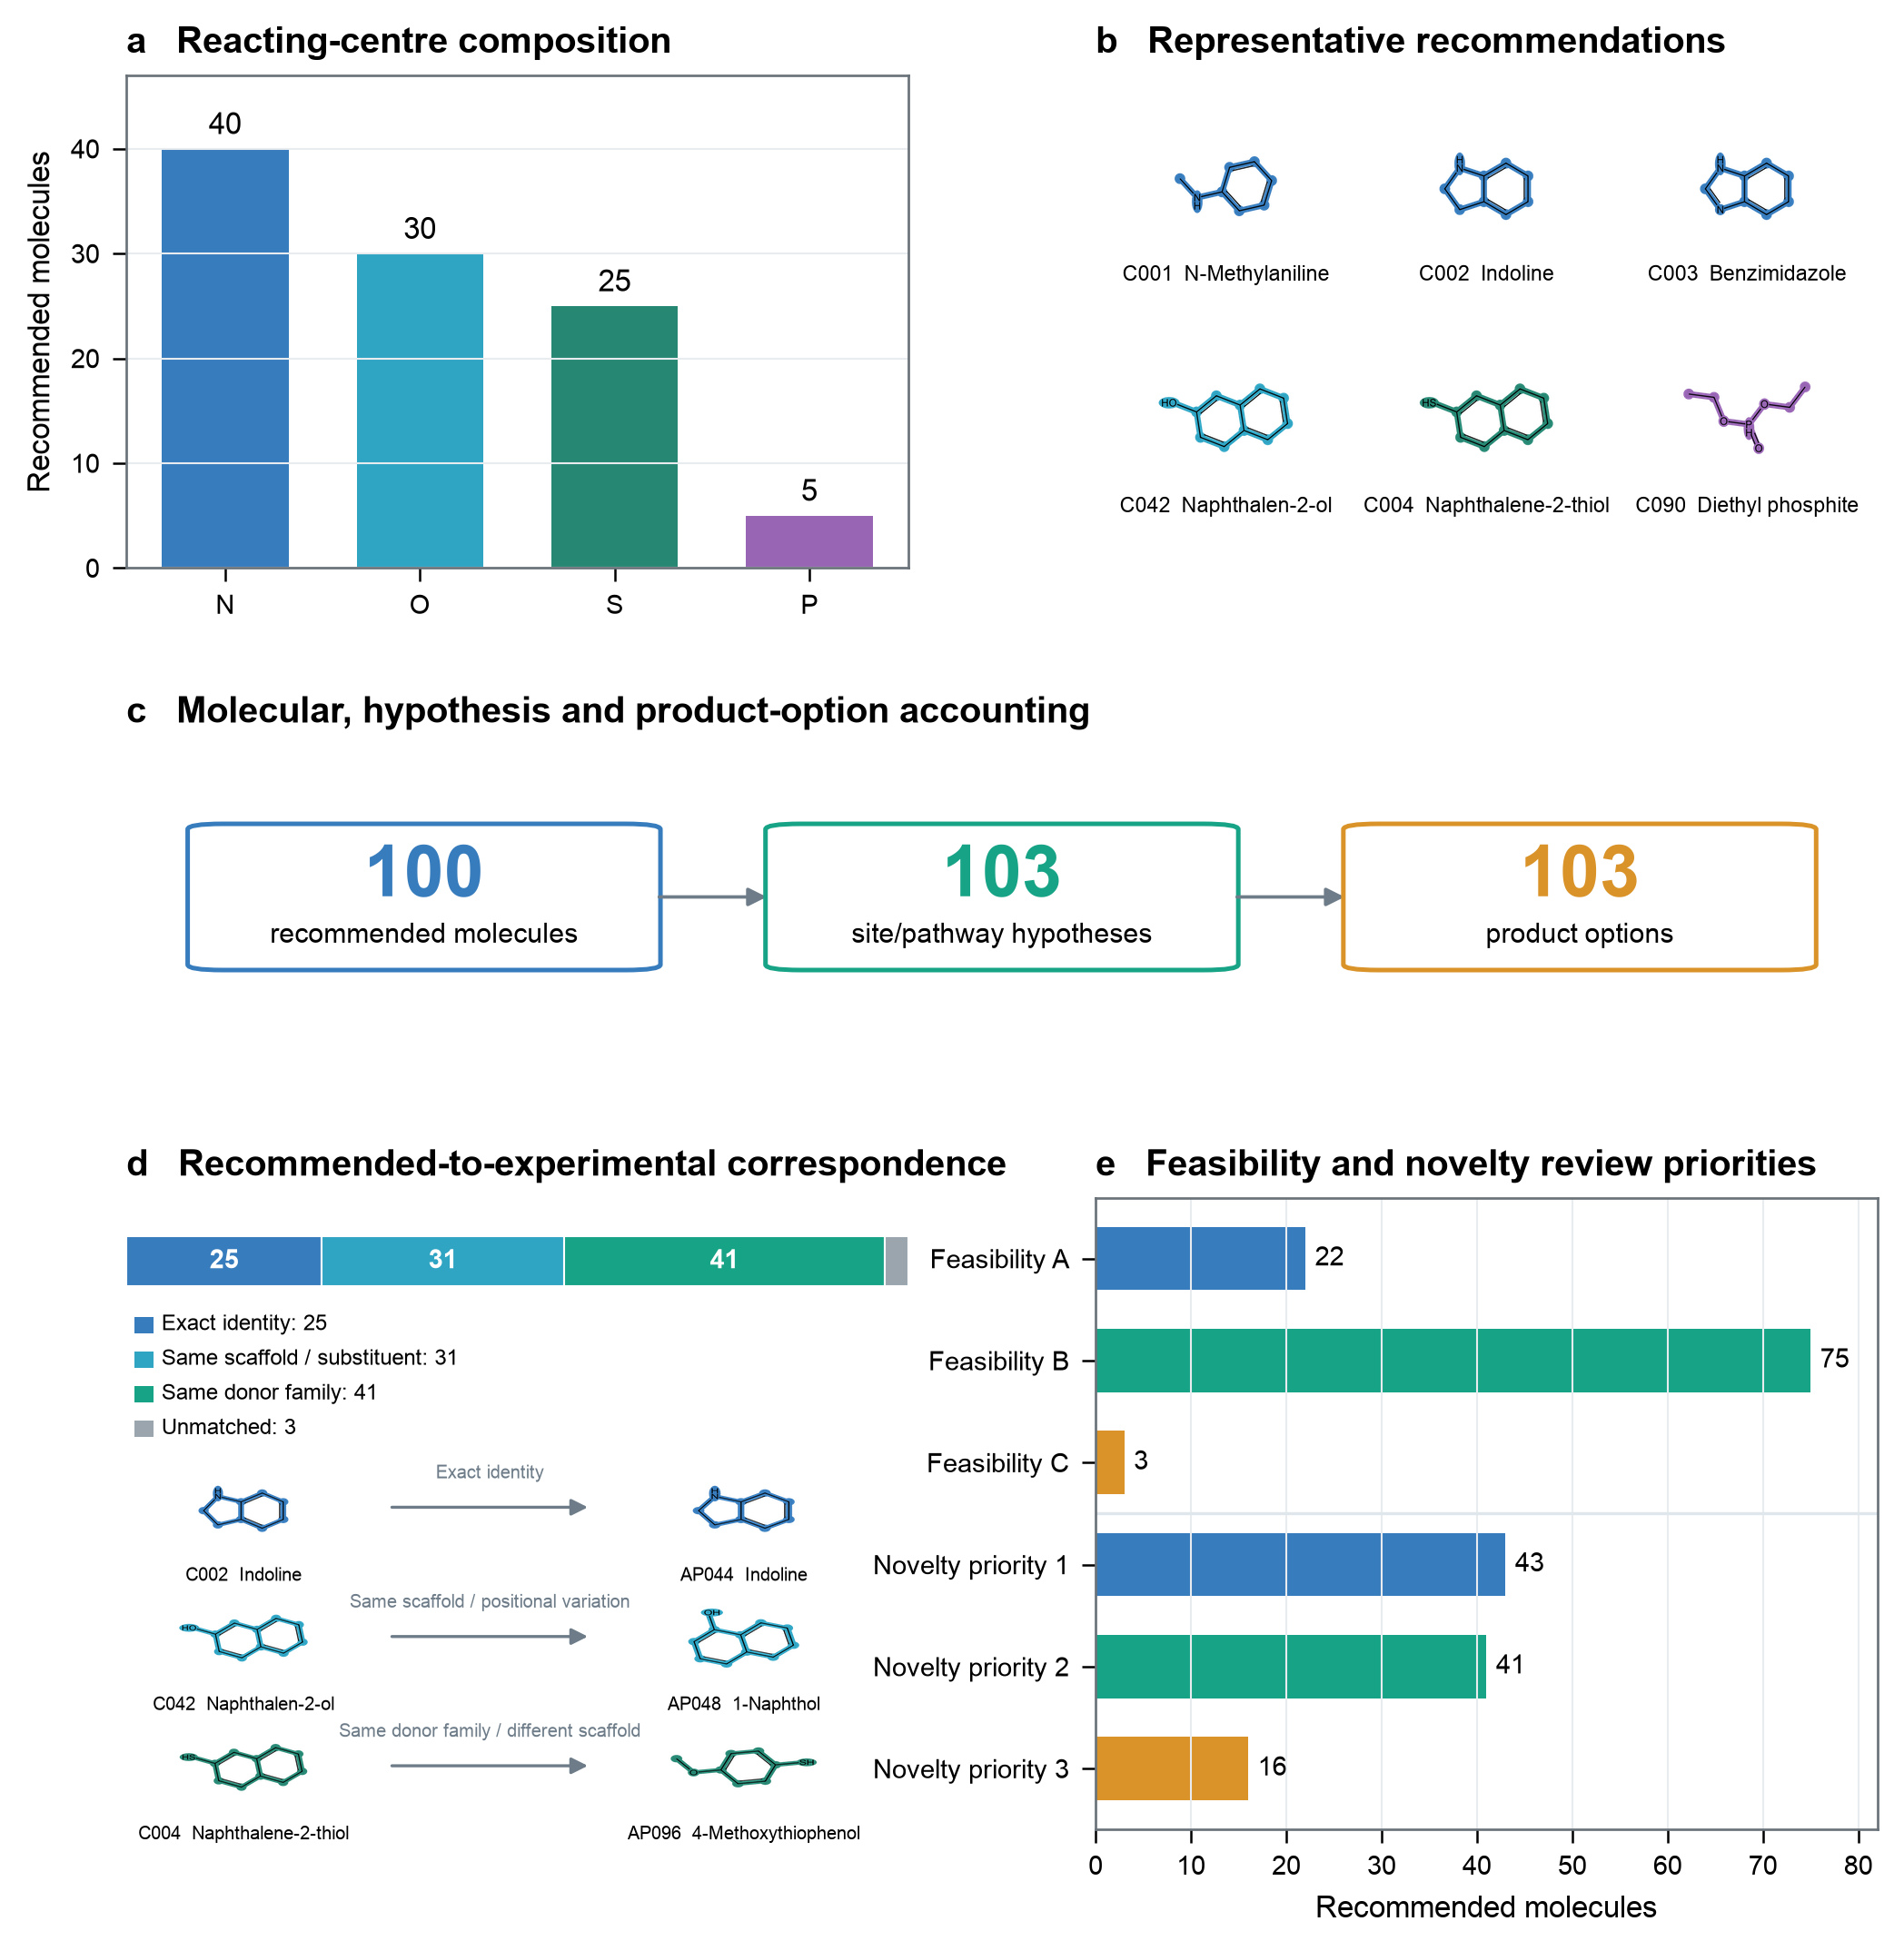 a Reacting-centre composition
Recommended molecules
40
30
20
10
0
40
30
25
5
N
O
S
P
b Representative recommendations
H
N
N
H
H
N
N
C001 N-Methylaniline
C002 Indoline
C003 Benzimidazole
HO
HS
O
O
P
H
O
C042 Naphthalen-2-ol
C004 Naphthalene-2-thiol
C090 Diethyl phosphite
c Molecular, hypothesis and product-option accounting
100
recommended molecules
103
site/pathway hypotheses
103
product options
d Recommended-to-experimental correspondence
25
31
41
Exact identity: 25
Same scaffold / substituent: 31
Same donor family: 41
Unmatched: 3
Exact identity
H
N
H
N
C002 Indoline
AP044 Indoline
Same scaffold / positional variation
HO
OH
C042 Naphthalen-2-ol
AP048 1-Naphthol
Same donor family / different scaffold
HS
O
SH
C004 Naphthalene-2-thiol
AP096 4-Methoxythiophenol
e Feasibility and novelty review priorities
Feasibility A
22
Feasibility B
75
Feasibility C
3
Novelty priority 1
43
Novelty priority 2
41
Novelty priority 3
16
0
10
20
30
40
50
60
70
80
Recommended molecules